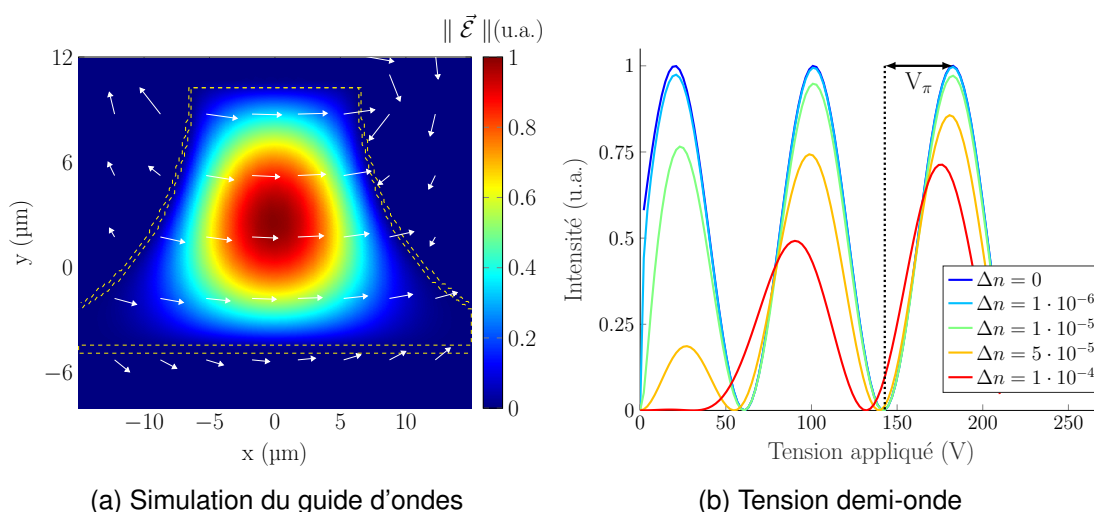 ‖ ℰ⃗ ‖(u.a.)
12
6
0
−6
y (µm)
−10
−5
0
5
10
x (µm)
1
0.8
0.6
0.4
0.2
0
(a) Simulation du guide d'ondes
1
0.75
0.5
0.25
0
Intensité (u.a.)
0
50
100
150
200
250
Tension appliqué (V)
Vπ
Δn = 0
Δn = 1 · 10⁻⁶
Δn = 1 · 10⁻⁵
Δn = 5 · 10⁻⁵
Δn = 1 · 10⁻⁴
(b) Tension demi-onde